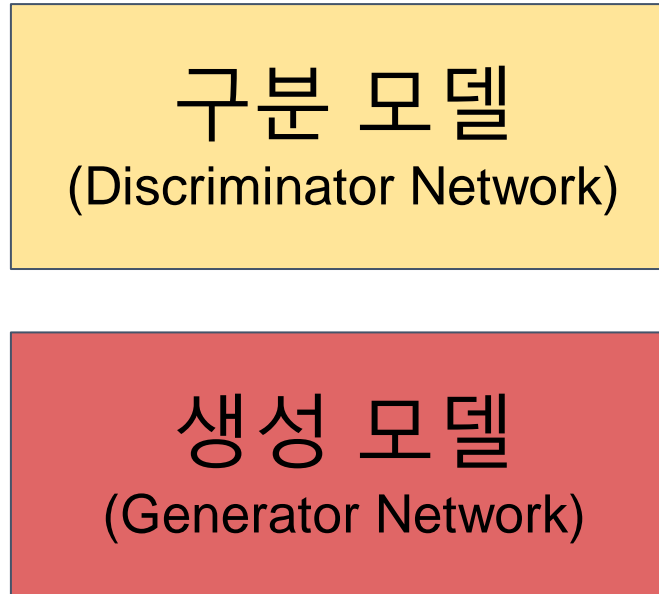 구분 모델
(Discriminator Network)
생성 모델
(Generator Network)